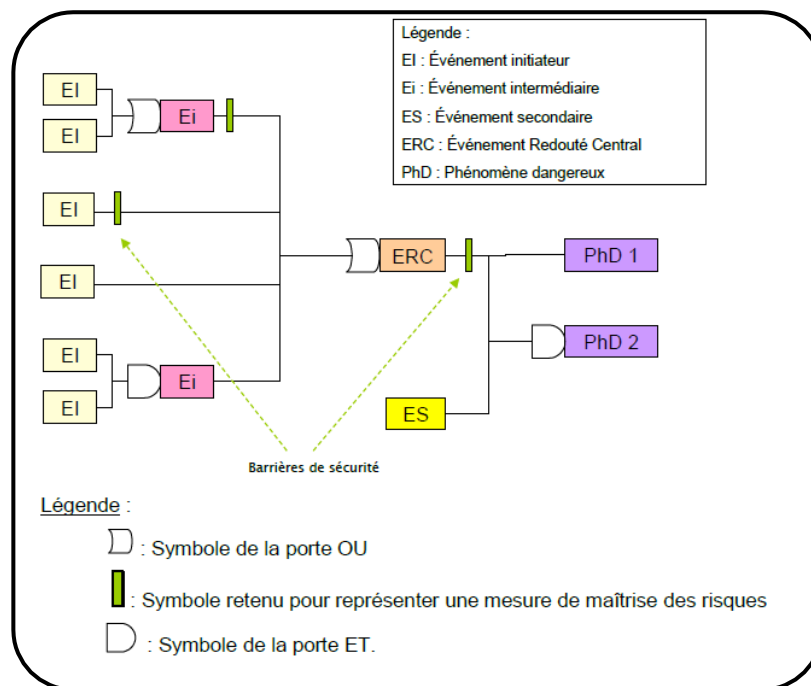 Légende :
EI : Événement initiateur
Ei : Événement intermédiaire
ES : Événement secondaire
ERC : Événement Redouté Central
PhD : Phénomène dangereux
EI
EI
Ei
EI
EI
EI
EI
Ei
ERC
PhD 1
PhD 2
ES
Barrières de sécurité
Légende :
: Symbole de la porte OU
: Symbole retenu pour représenter une mesure de maîtrise des risques
: Symbole de la porte ET.